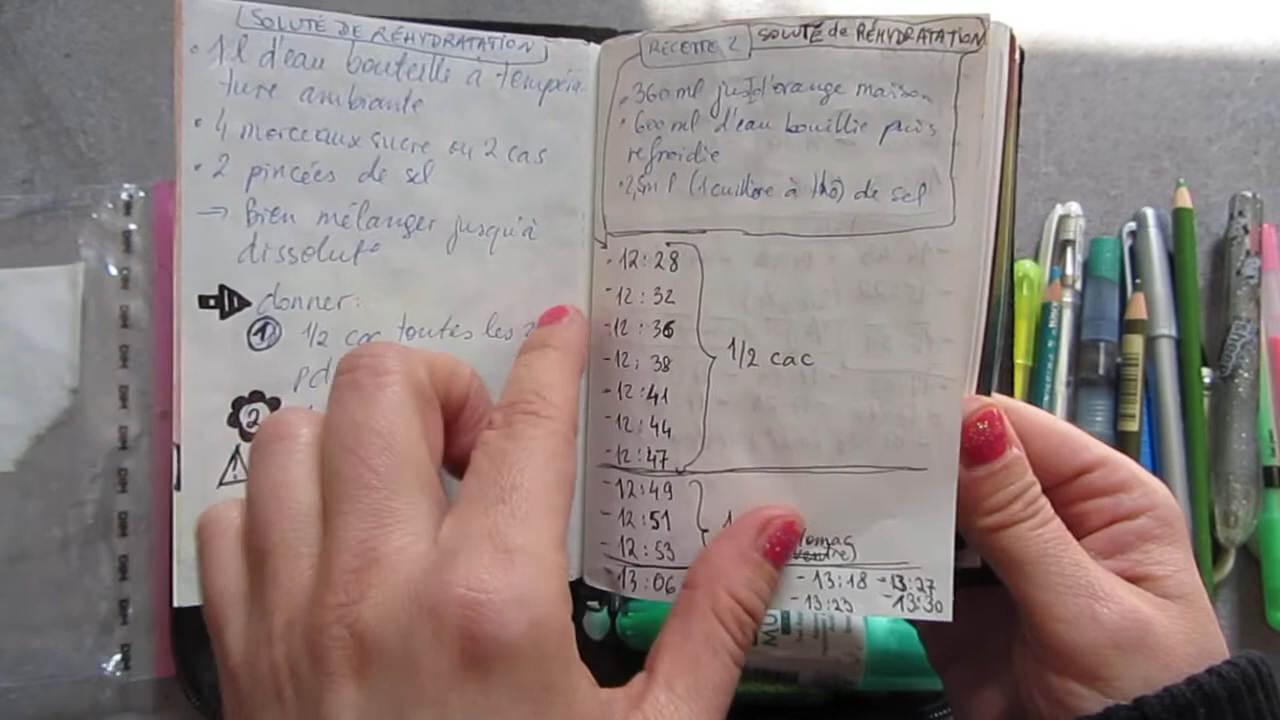 SOLUTÉ DE RÉHYDRATATION
• 1l d'eau bouteille à tempéra-
ture ambiante
• 4 morceaux sucre ou 2 cas
• 2 pincées de sel
→ Bien mélanger jusqu'à
dissolut°
donner:
1 1/2 cac toutes les
2
RECETTE 2 SOLUTÉ de RÉHYDRATATION
• 360 ml jus d'orange maison
• 600 ml d'eau bouillie puis
refroidie
• 2,5ml (1 cuillère à thé) de sel
- 12:28
- 12:32
- 12:36
- 12:38
- 12:41
- 12:44
- 12:47
1/2 cac
- 12:49
- 12:51
- 12:53
- 13:06
- 13:18 - 13:27
- 13:23 - 13:30